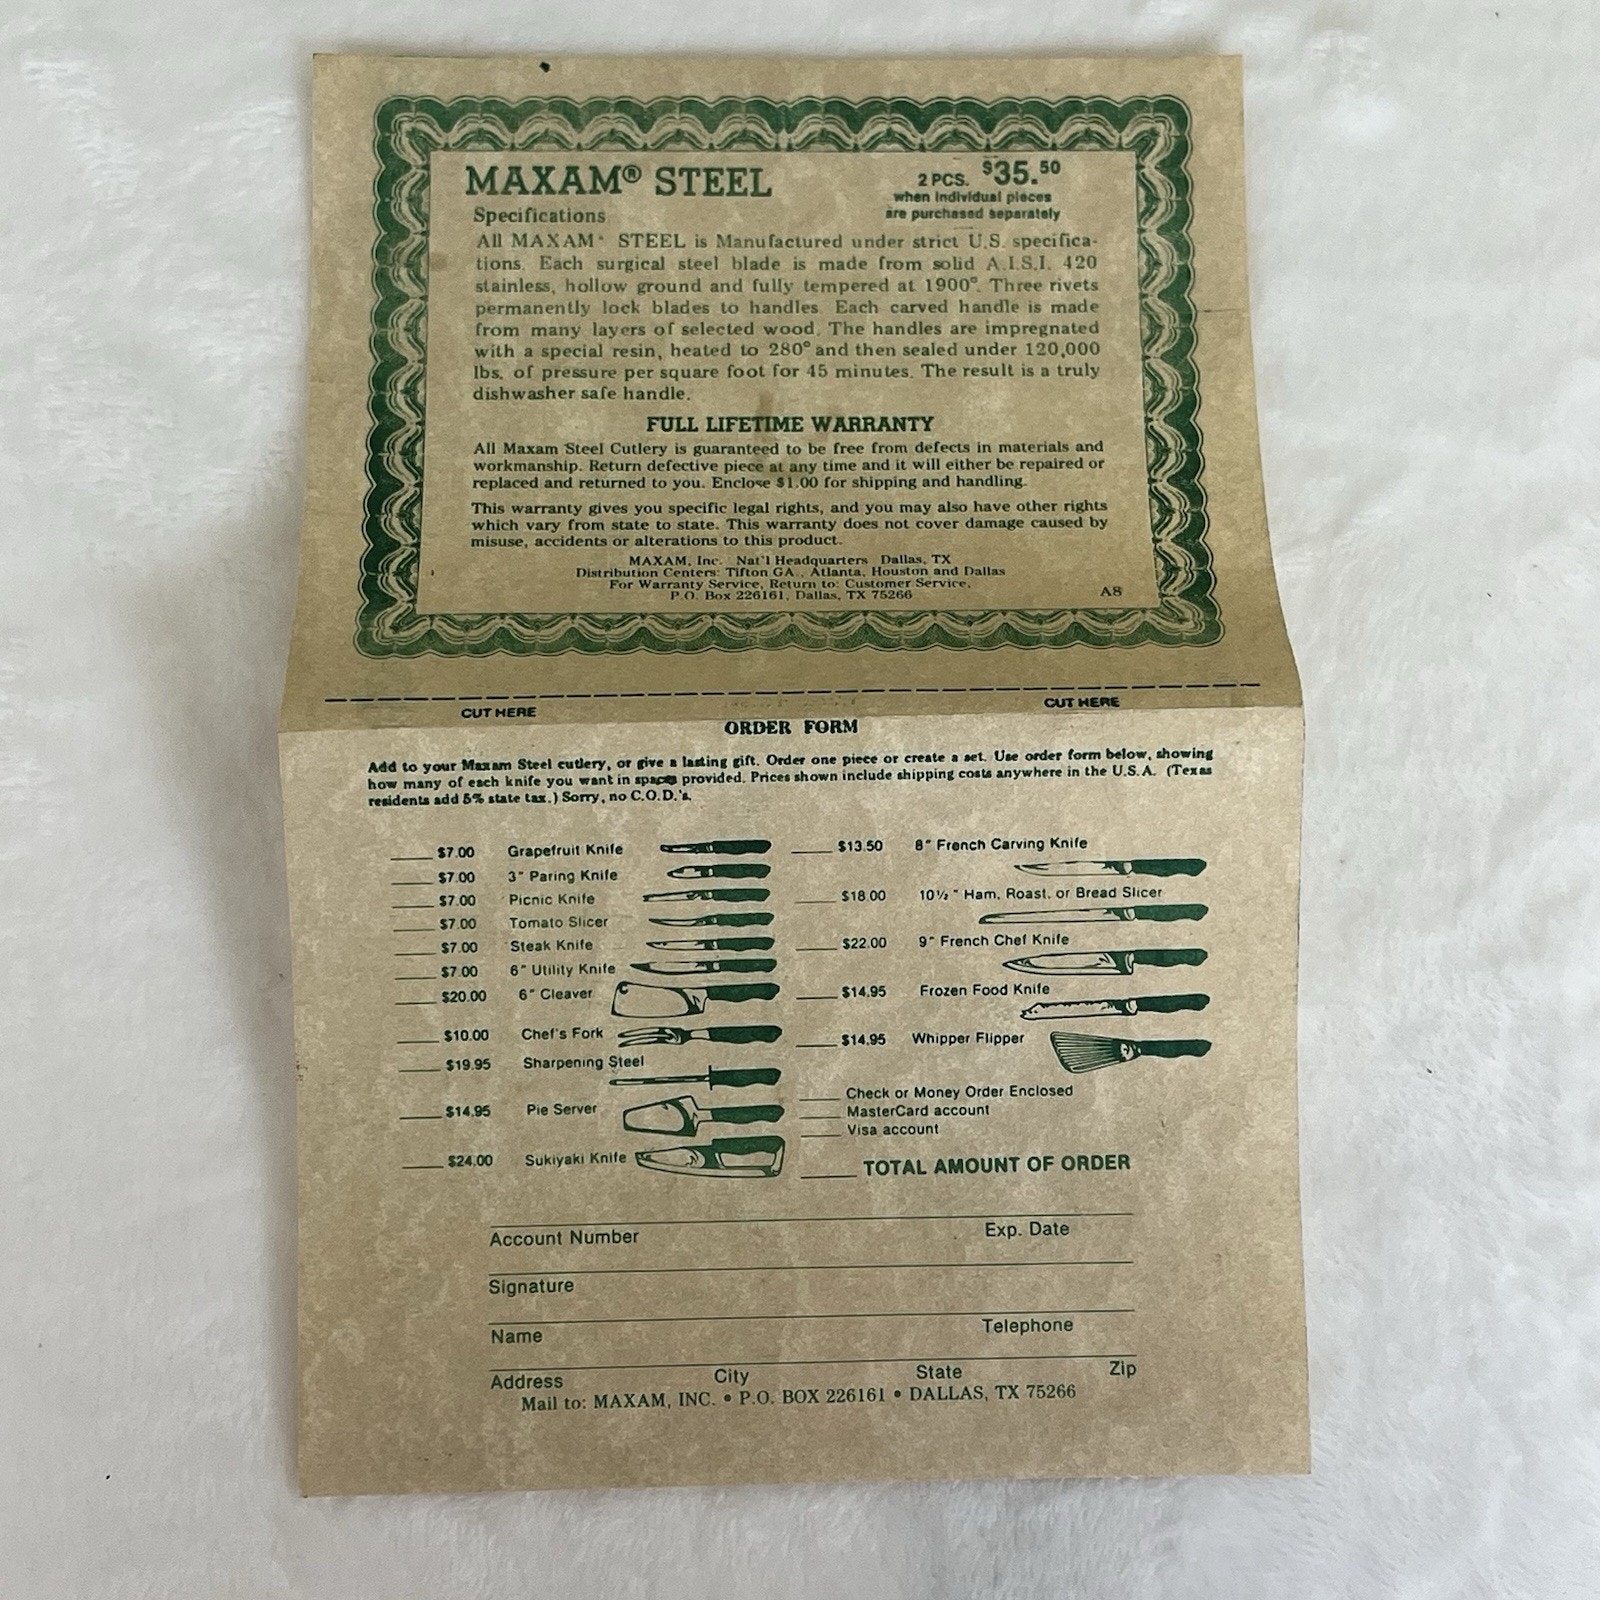 MAXAM® STEEL
2 PCS. $35.50
when individual pieces
are purchased separately
Specifications
All MAXAM® STEEL is Manufactured under strict U.S. specifica-
tions. Each surgical steel blade is made from solid A.I.S.I. 420
stainless, hollow ground and fully tempered at 1900°. Three rivets
permanently lock blades to handles. Each carved handle is made
from many layers of selected wood. The handles are impregnated
with a special resin, heated to 280° and then sealed under 120,000
lbs. of pressure per square foot for 45 minutes. The result is a truly
dishwasher safe handle.
FULL LIFETIME WARRANTY
All Maxam Steel Cutlery is guaranteed to be free from defects in materials and
workmanship. Return defective piece at any time and it will either be repaired or
replaced and returned to you. Enclose $1.00 for shipping and handling.
This warranty gives you specific legal rights, and you may also have other rights
which vary from state to state. This warranty does not cover damage caused by
misuse, accidents or alterations to this product.
MAXAM, Inc. Nat'l Headquarters Dallas, TX
Distribution Centers: Tifton GA., Atlanta, Houston and Dallas
For Warranty Service, Return to: Customer Service,
P.O. Box 226161, Dallas, TX 75266
A8
CUT HERE
CUT HERE
ORDER FORM
Add to your Maxam Steel cutlery, or give a lasting gift. Order one piece or create a set. Use order form below, showing
how many of each knife you want in spaces provided. Prices shown include shipping costs anywhere in the U.S.A. (Texas
residents add 5% state tax.) Sorry, no C.O.D.'s.
$7.00 Grapefruit Knife
$7.00 3" Paring Knife
$7.00 Picnic Knife
$7.00 Tomato Slicer
$7.00 Steak Knife
$7.00 6" Utility Knife
$20.00 6" Cleaver
$10.00 Chef's Fork
$19.95 Sharpening Steel
$14.95 Pie Server
$24.00 Sukiyaki Knife
$13.50 8" French Carving Knife
$18.00 10½" Ham, Roast, or Bread Slicer
$22.00 9" French Chef Knife
$14.95 Frozen Food Knife
$14.95 Whipper Flipper
Check or Money Order Enclosed
MasterCard account
Visa account
TOTAL AMOUNT OF ORDER
Account Number Exp. Date
Signature
Name Telephone
Address City State Zip
Mail to: MAXAM, INC. • P.O. BOX 226161 • DALLAS, TX 75266